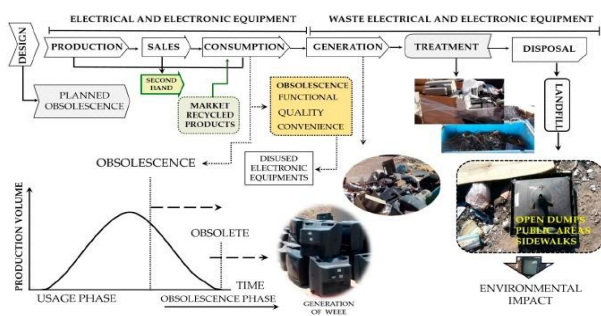 ELECTRICAL AND ELECTRONIC EQUIPMENT
WASTE ELECTRICAL AND ELECTRONIC EQUIPMENT
DESIGN
PRODUCTION
SALES
CONSUMPTION
GENERATION
TREATMENT
DISPOSAL
PLANNED
OBSOLESCENCE
SECOND
HAND
MARKET
RECYCLED
PRODUCTS
OBSOLESCENCE
FUNCTIONAL
QUALITY
CONVENIENCE
LANDFILL
OBSOLESCENCE
DISUSED
ELECTRONIC
EQUIPMENTS
PRODUCTION VOLUME
OBSOLETE
TIME
USAGE PHASE
OBSOLESCENCE PHASE
GENERATION
OF WEEE
OPEN DUMPS
PUBLIC AREAS
SIDEWALKS
ENVIRONMENTAL
IMPACT